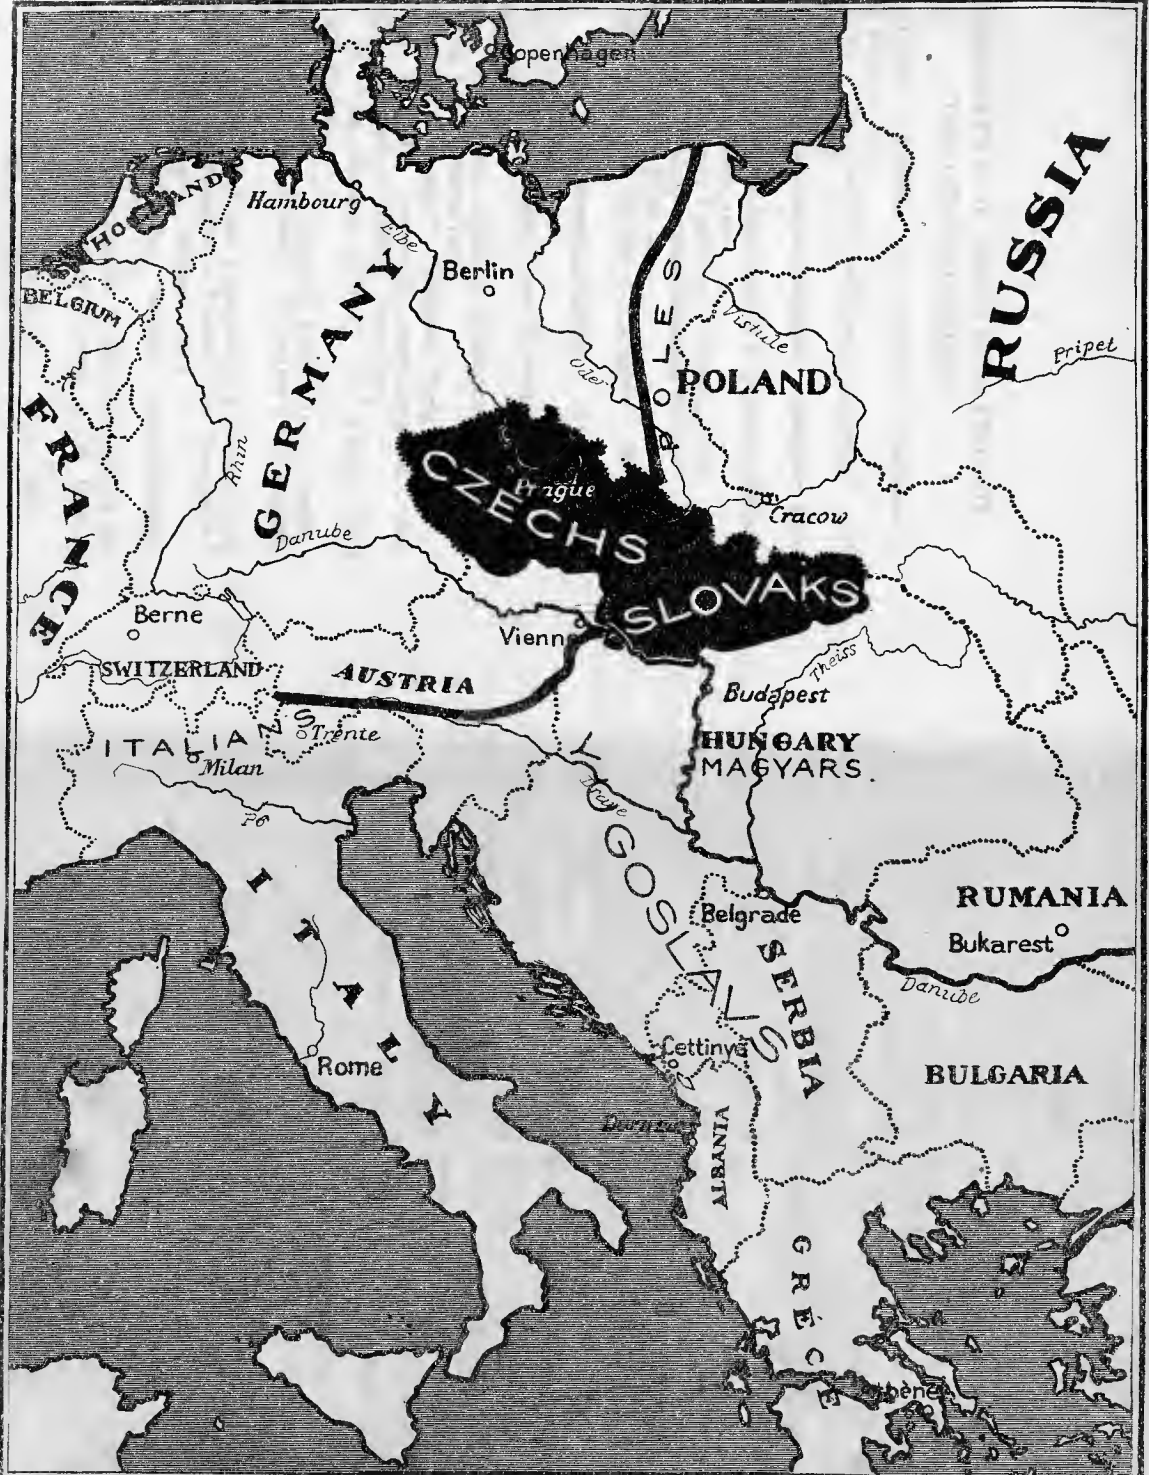 Copenhagen
RUSSIA
HOLLAND
Hambourg
Elbe
Berlin
BELGIUM
GERMANY
POLES
Vistule
Pripet
Oder
POLAND
FRANCE
Rhin
CZECHS
Prague
Cracow
Danube
SLOVAKS
Berne
Vienne
Theiss
SWITZERLAND
AUSTRIA
Budapest
ITALIANS
Trente
Milan
HUNGARY
MAGYARS.
Drave
Pô
YOUGOSLAVS
ITALY
Belgrade
RUMANIA
Bukarest
SERBIA
Danube
Cettinye
Rome
BULGARIA
ALBANIA
GRÈCE
Athènes